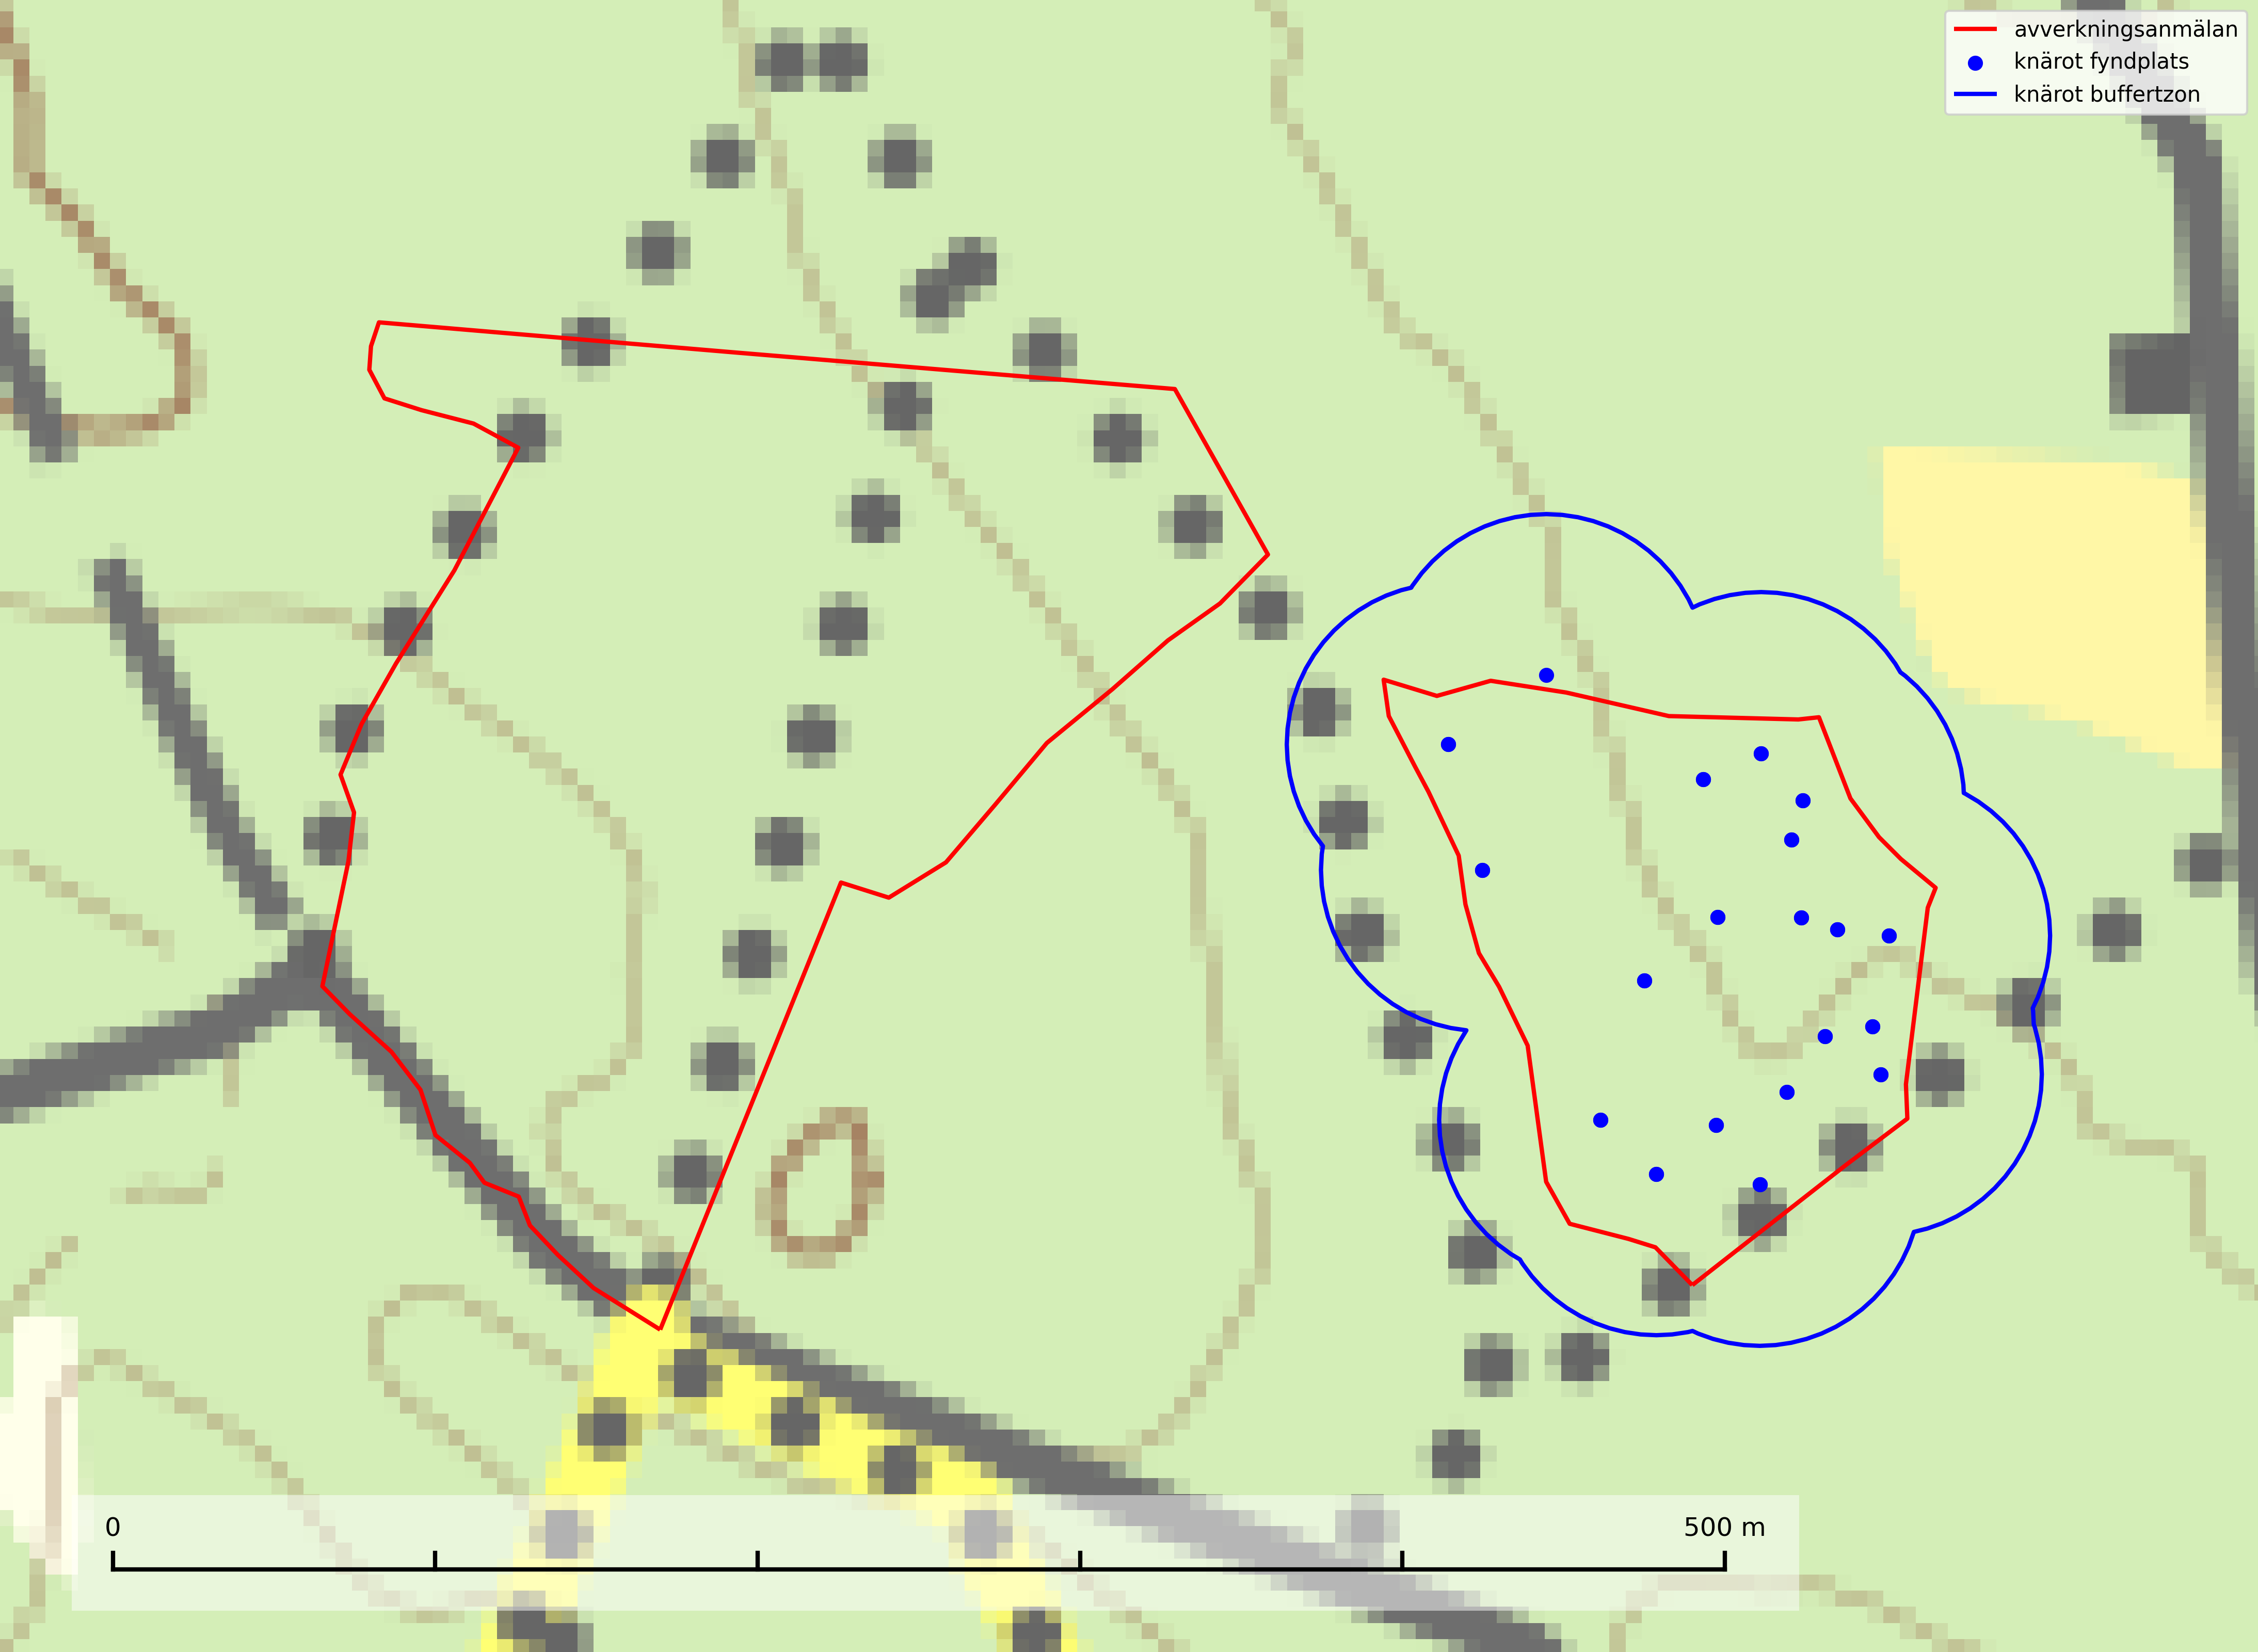 avverkningsanmälan
knärot fyndplats
knärot buffertzon
0
500 m